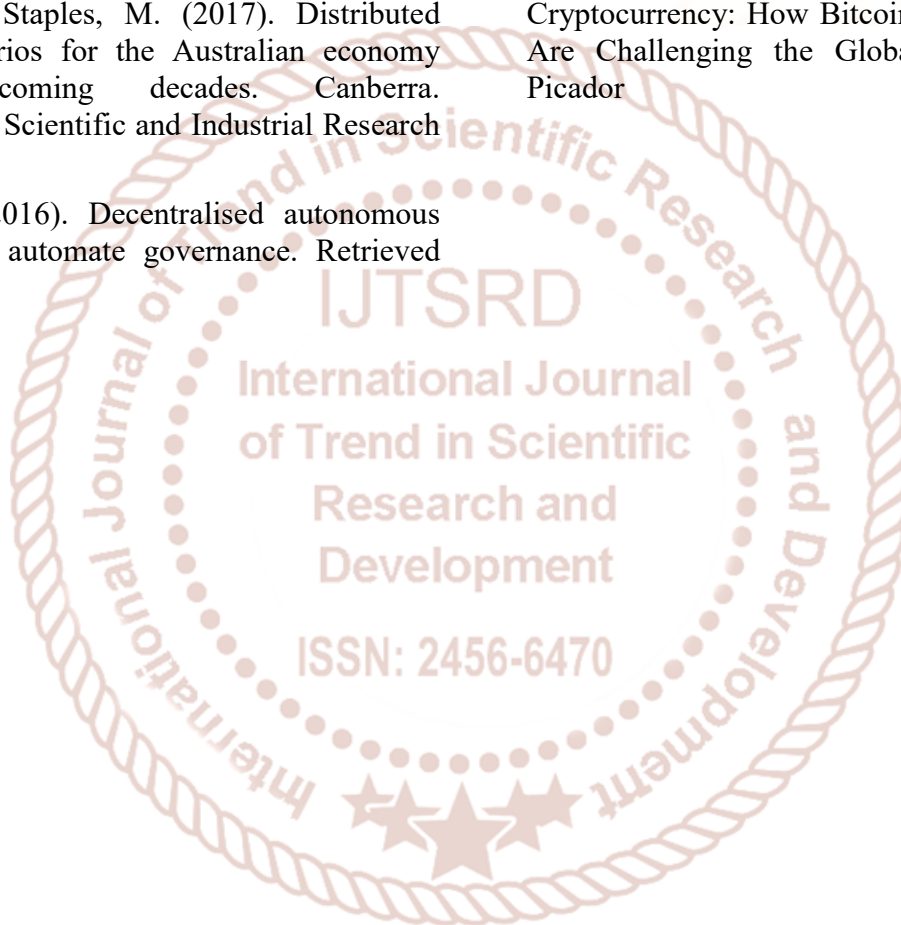 Staples, M. (2017). Distributed
rios for the Australian economy
coming decades. Canberra.
Scientific and Industrial Research
2016). Decentralised autonomous
automate governance. Retrieved
Cryptocurrency: How Bitcoin
Are Challenging the Global
Picador
International Journal of Trend in Scientific Research and Development
IJTSRD
International Journal
of Trend in Scientific
Research and
Development
ISSN: 2456-6470